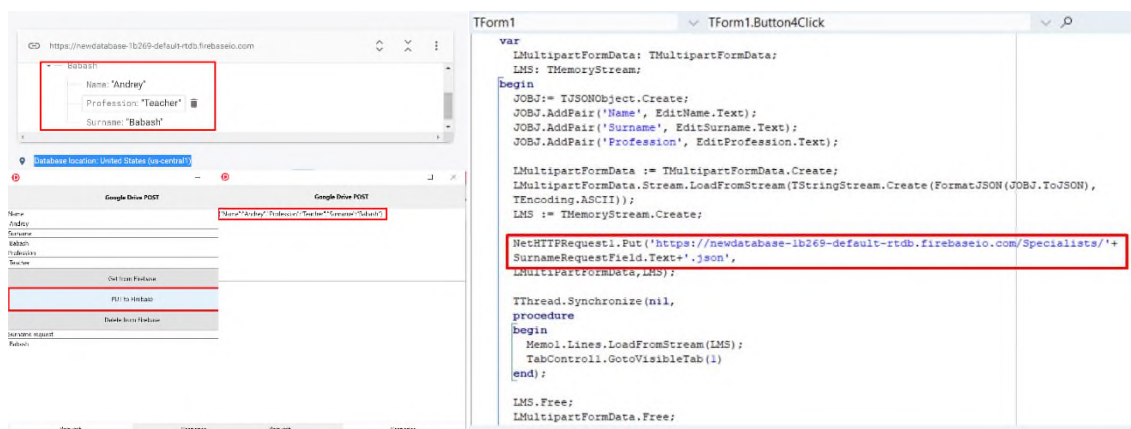 https://newdatabase-1b269-default-rtdb.firebaseio.com
Babash
Name: "Andrey"
Profession: "Teacher"
Surname: "Babash"
Database location: United States (us-central1)
Google Drive POST
Name
Andrey
Surname
Babash
Profession
Teacher
Get from Firebase
PUT to Firebase
Delete from Firebase
Surname request
Babash
Google Drive POST
{"Name":"Andrey","Profession":"Teacher","Surname":"Babash"}
TForm1
TForm1.Button4Click
var
LMultipartFormData: TMultipartFormData;
LMS: TMemoryStream;
begin
JOBJ:= TJSONObject.Create;
JOBJ.AddPair('Name', EditName.Text);
JOBJ.AddPair('Surname', EditSurname.Text);
JOBJ.AddPair('Profession', EditProfession.Text);
LMultipartFormData := TMultipartFormData.Create;
LMultipartFormData.Stream.LoadFromStream(TStringStream.Create(FormatJSON(JOBJ.ToJSON),
TEncoding.ASCII));
LMS := TMemoryStream.Create;
NetHTTPRequest1.Put('https://newdatabase-1b269-default-rtdb.firebaseio.com/Specialists/'+
SurnameRequestField.Text+'.json',
LMultiPartFormData,LMS);
TThread.Synchronize(nil,
procedure
begin
Memo1.Lines.LoadFromStream(LMS);
TabControl1.GotoVisibleTab(1)
end);
LMS.Free;
LMultipartFormData.Free;